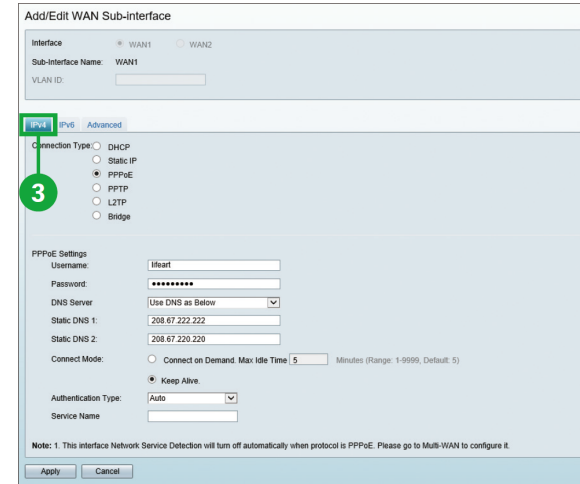 Add/Edit WAN Sub-interface
Interface WAN1 WAN2
Sub-Interface Name: WAN1
VLAN ID:
IPv4 IPv6 Advanced
Connection Type: DHCP
Static IP
PPPoE
3 PPTP
L2TP
Bridge
PPPoE Settings
Username: lifeart
Password: •••••••••
DNS Server Use DNS as Below
Static DNS 1: 208.67.222.222
Static DNS 2: 208.67.220.220
Connect Mode: Connect on Demand. Max Idle Time 5 Minutes (Range: 1-9999, Default: 5)
Keep Alive.
Authentication Type: Auto
Service Name
Note: 1. This interface Network Service Detection will turn off automatically when protocol is PPPoE. Please go to Multi-WAN to configure it.
Apply Cancel